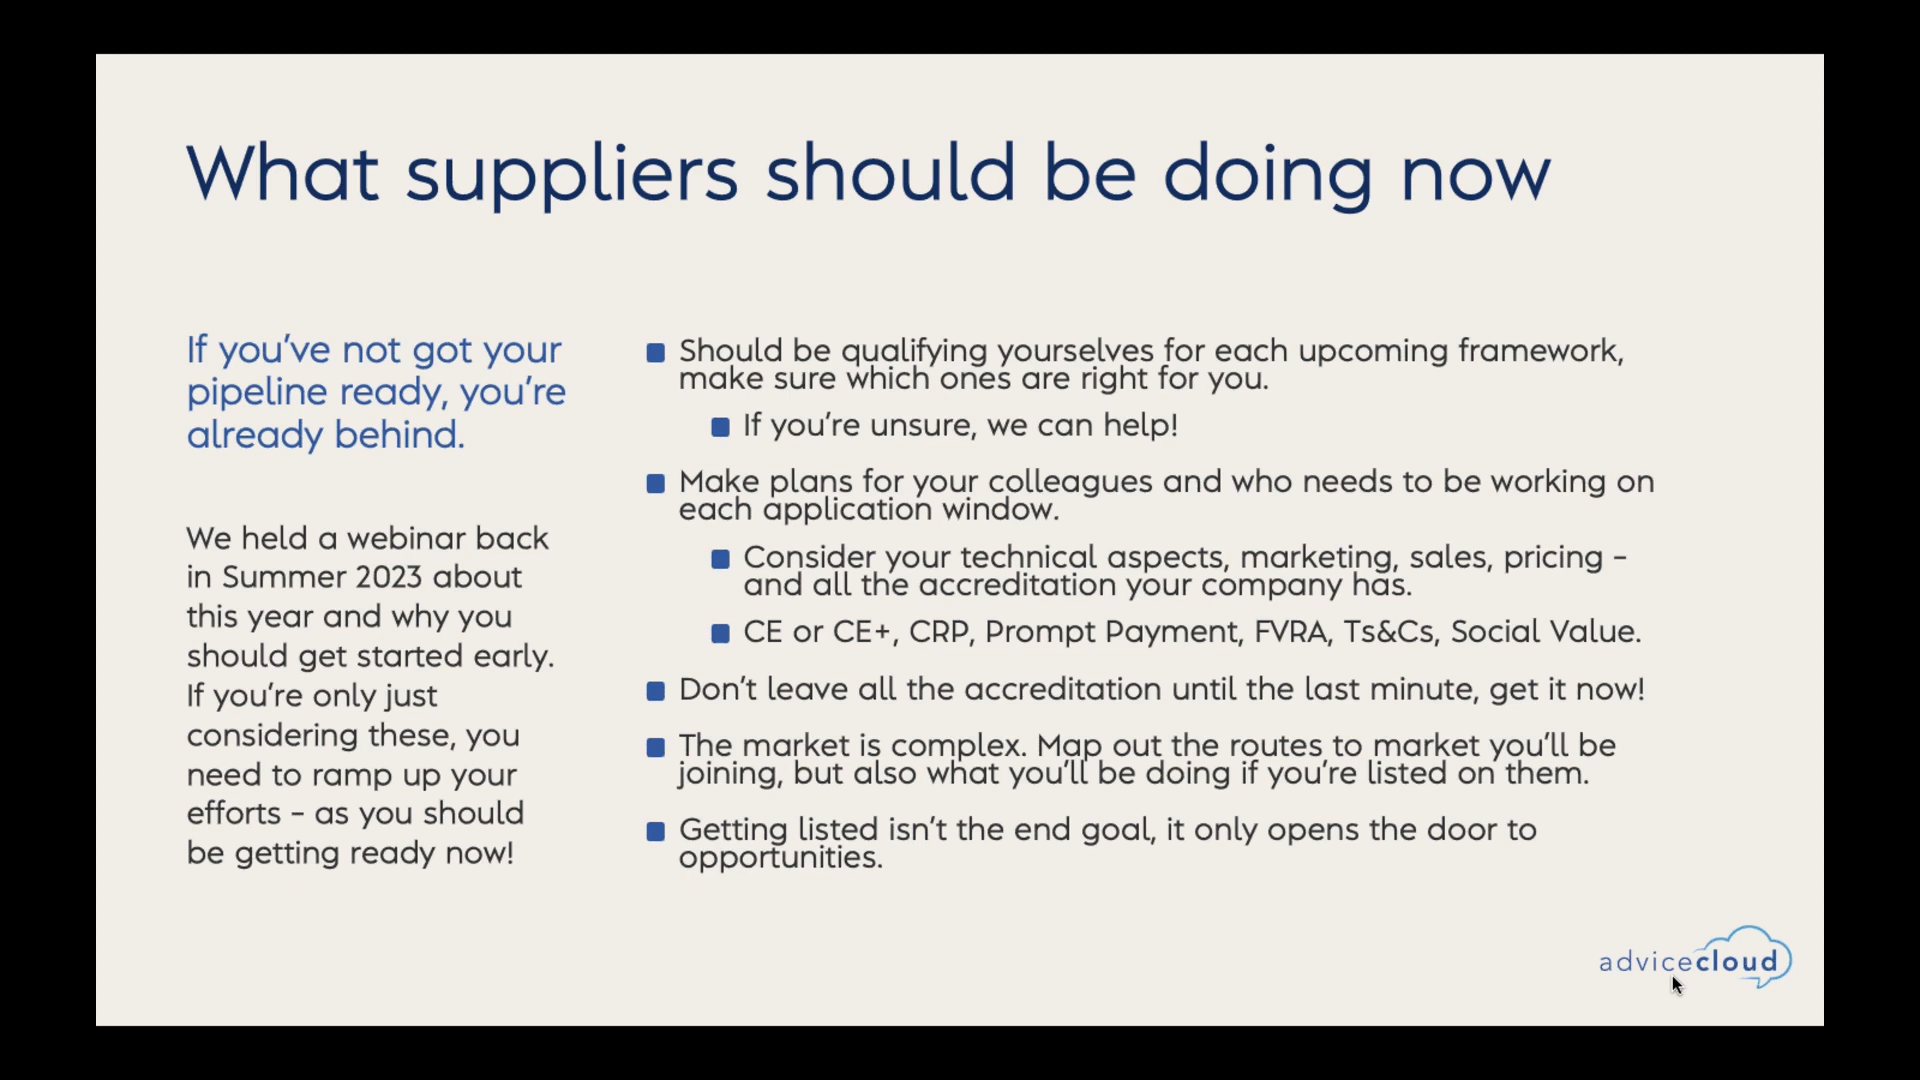 What suppliers should be doing now
If you've not got your
pipeline ready, you're
already behind.
We held a webinar back
in Summer 2023 about
this year and why you
should get started early.
If you're only just
considering these, you
need to ramp up your
efforts - as you should
be getting ready now!
Should be qualifying yourselves for each upcoming framework,
make sure which ones are right for you.
If you're unsure, we can help!
Make plans for your colleagues and who needs to be working on
each application window.
Consider your technical aspects, marketing, sales, pricing -
and all the accreditation your company has.
CE or CE+, CRP, Prompt Payment, FVRA, Ts&Cs, Social Value.
Don't leave all the accreditation until the last minute, get it now!
The market is complex. Map out the routes to market you'll be
joining, but also what you'll be doing if you're listed on them.
Getting listed isn't the end goal, it only opens the door to
opportunities.
advicecloud